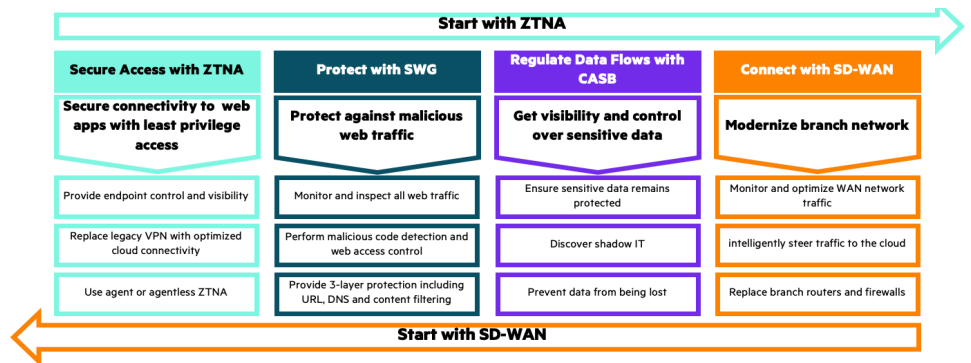 Start with ZTNA
Secure Access with ZTNA
Secure connectivity to web
apps with least privilege
access
Provide endpoint control and visibility
Replace legacy VPN with optimized
cloud connectivity
Use agent or agentless ZTNA
Protect with SWG
Protect against malicious
web traffic
Monitor and inspect all web traffic
Perform malicious code detection and
web access control
Provide 3-layer protection including
URL, DNS and content filtering
Regulate Data Flows with
CASB
Get visibility and control
over sensitive data
Ensure sensitive data remains
protected
Discover shadow IT
Prevent data from being lost
Connect with SD-WAN
Modernize branch network
Monitor and optimize WAN network
traffic
intelligently steer traffic to the cloud
Replace branch routers and firewalls
Start with SD-WAN